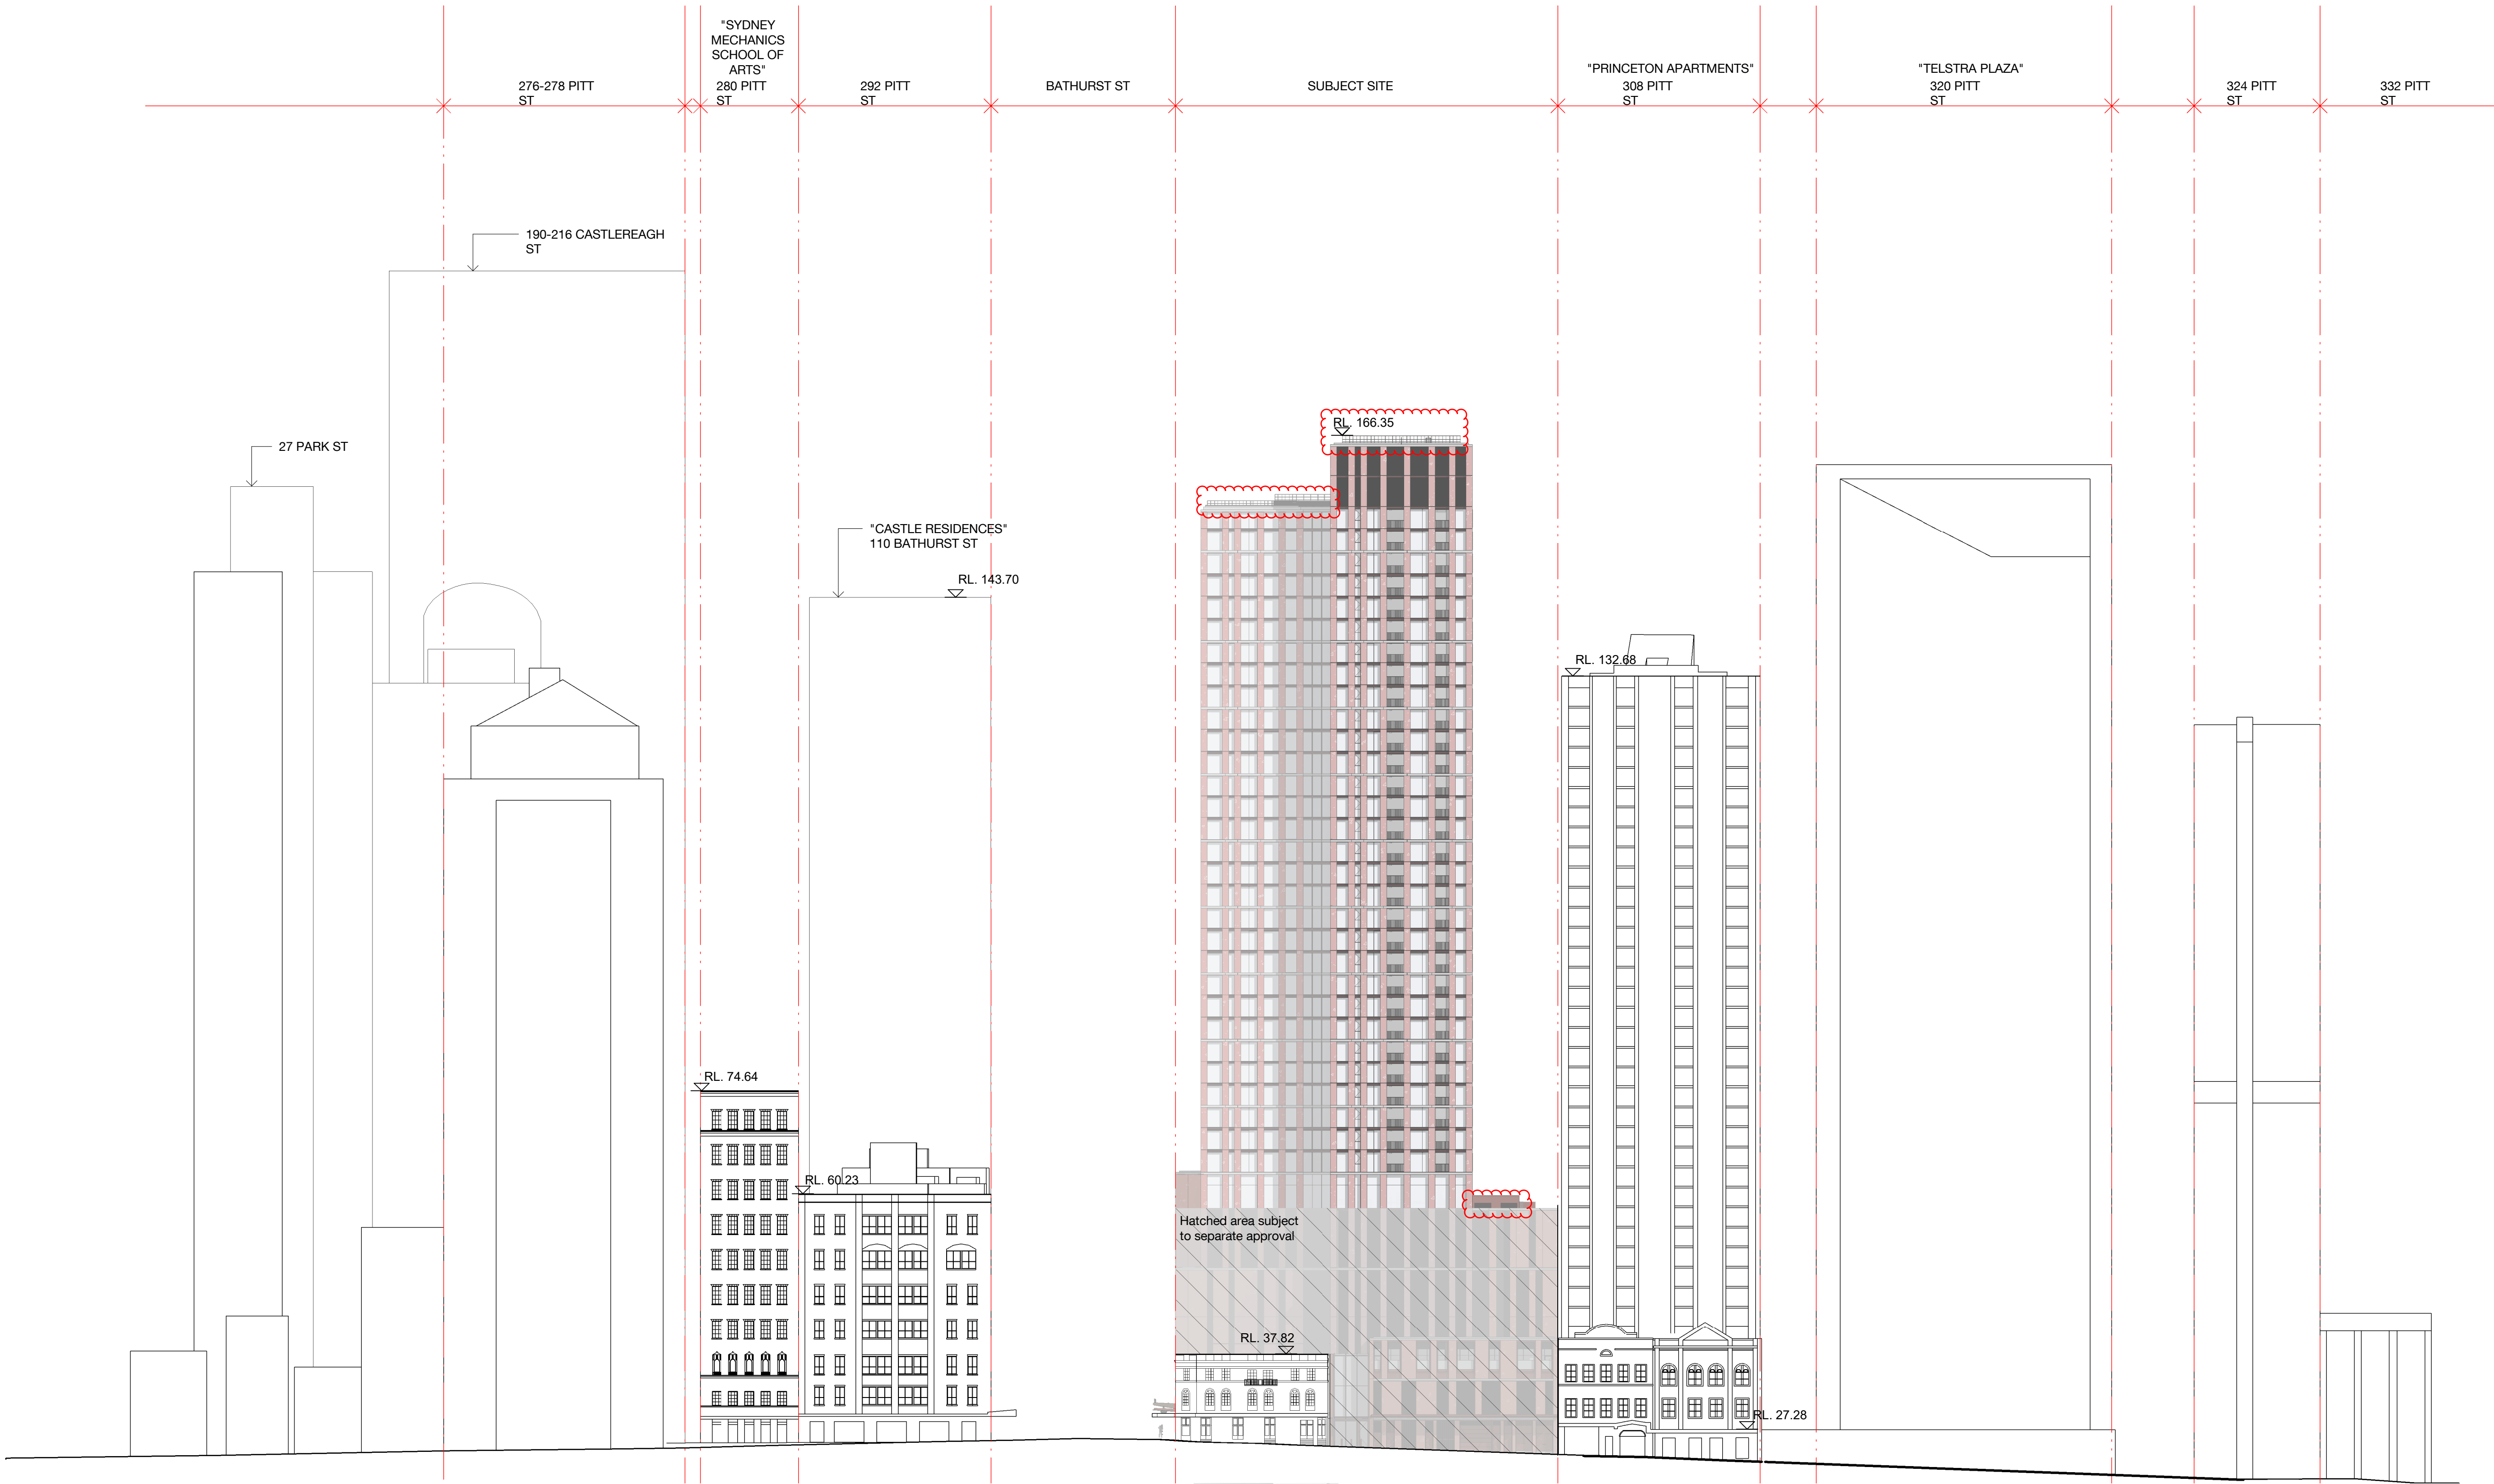 "SYDNEY
MECHANICS
SCHOOL OF
ARTS"
276-278 PITT
ST
280 PITT
ST
292 PITT
ST
BATHURST ST
SUBJECT SITE
"PRINCETON APARTMENTS"
308 PITT
ST
"TELSTRA PLAZA"
320 PITT
ST
324 PITT
ST
332 PITT
ST
190-216 CASTLEREAGH
ST
27 PARK ST
RL. 166.35
"CASTLE RESIDENCES"
110 BATHURST ST
RL. 143.70
RL. 132.68
RL. 74.64
RL. 60.23
Hatched area subject
to separate approval
RL. 37.82
RL. 27.28